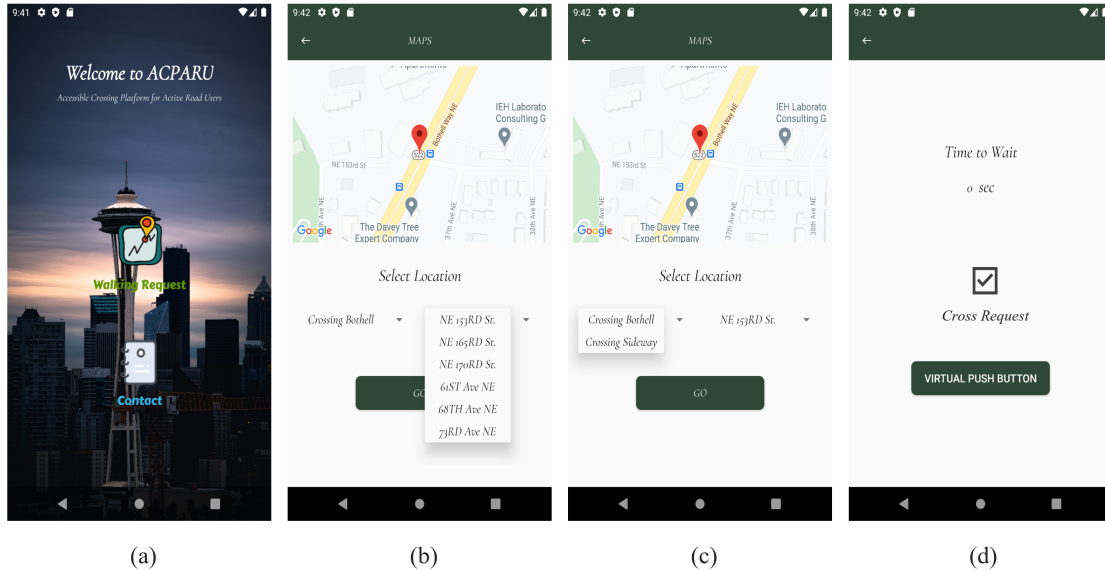 9:41
Welcome to ACPARU
Accessible Crossing Platform for Active Road Users
Walking Request
Contact
(a)
9:42
MAPS
Apartments
IEH Laborato
Consulting G
Bothell Way NE
522
NE 153rd St
37th Ave NE
38th Ave NE
The Davey Tree
Expert Company
Google
Select Location
Crossing Bothell
NE 153RD St.
NE 165RD St.
NE 170RD St.
61ST Ave NE
68TH Ave NE
73RD Ave NE
GO
(b)
9:42
MAPS
Apartments
IEH Laborato
Consulting G
Bothell Way NE
522
NE 153rd St
37th Ave NE
38th Ave NE
The Davey Tree
Expert Company
Google
Select Location
Crossing Bothell
Crossing Sideway
NE 153RD St.
GO
(c)
9:42
Time to Wait
0 sec
Cross Request
VIRTUAL PUSH BUTTON
(d)